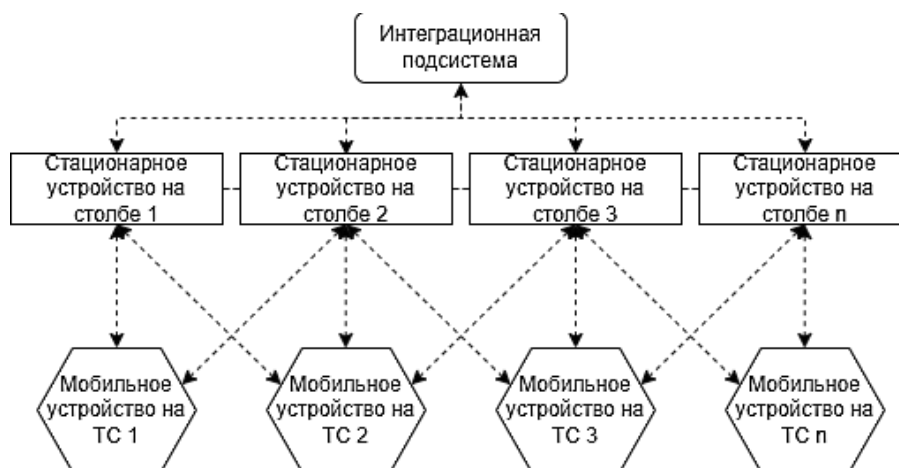 Интеграционная
подсистема
Стационарное
устройство на
столбе 1
Стационарное
устройство на
столбе 2
Стационарное
устройство на
столбе 3
Стационарное
устройство на
столбе n
Мобильное
устройство на
ТС 1
Мобильное
устройство на
ТС 2
Мобильное
устройство на
ТС 3
Мобильное
устройство на
ТС n